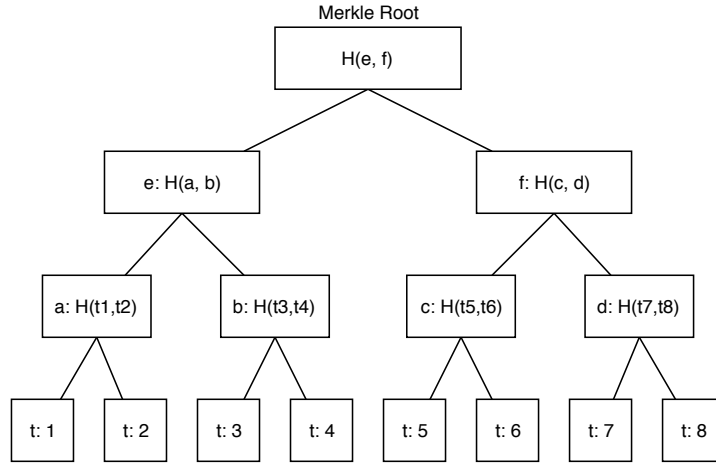 Merkle Root
H(e, f)
e: H(a, b)
f: H(c, d)
a: H(t1,t2)
b: H(t3,t4)
c: H(t5,t6)
d: H(t7,t8)
t: 1
t: 2
t: 3
t: 4
t: 5
t: 6
t: 7
t: 8